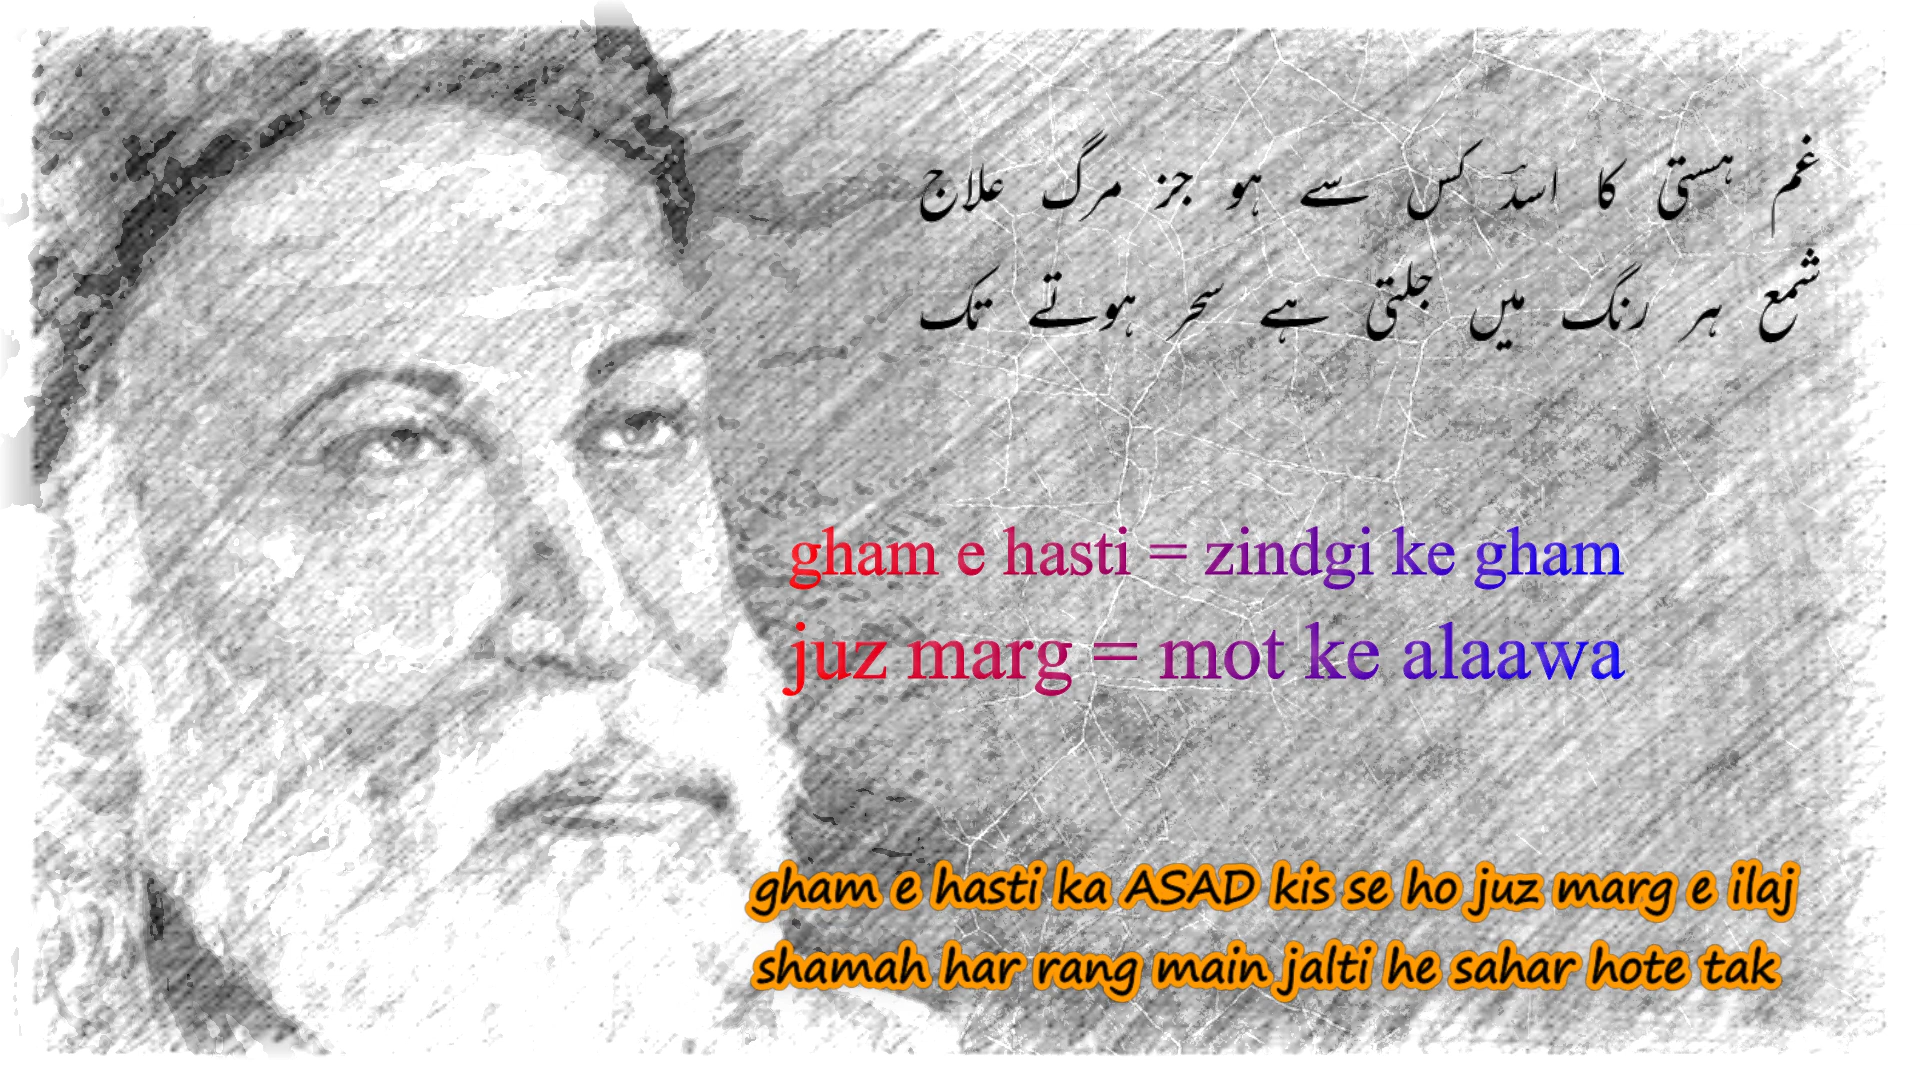 غم ہستی کا اسدؔ کس سے ہو جز مرگ علاج
شمع ہر رنگ میں جلتی ہے سحر ہوتے تک
gham e hasti = zindgi ke gham
juz marg = mot ke alaawa
gham e hasti ka ASAD kis se ho juz marg e ilaj
shamah har rang main jalti he sahar hote tak